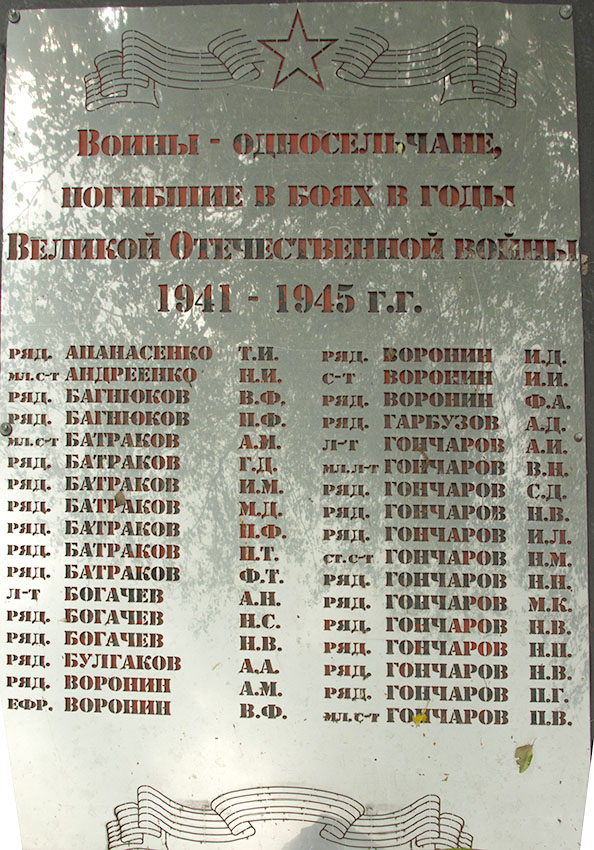 Воины - односельчане,
погибшие в боях в годы
Великой Отечественной войны
1941 - 1945 г.г.
ряд. АПАНАСЕНКО Т.И.
мл.с-т АНДРЕЕНКО Н.И.
ряд. БАГНЮКОВ В.Ф.
ряд. БАГНЮКОВ П.Ф.
мл.с-т БАТРАКОВ А.М.
ряд. БАТРАКОВ Г.Д.
ряд. БАТРАКОВ И.М.
ряд. БАТРАКОВ М.Д.
ряд. БАТРАКОВ П.Ф.
ряд. БАТРАКОВ П.Т.
ряд. БАТРАКОВ Ф.Т.
л-т БОГАЧЕВ А.Н.
ряд. БОГАЧЕВ Н.С.
ряд. БОГАЧЕВ Н.В.
ряд. БУЛГАКОВ А.А.
ряд. ВОРОНИН А.М.
ЕФР. ВОРОНИН В.Ф.
ряд. ВОРОНИН И.Д.
с-т ВОРОНИН И.И.
ряд. ВОРОНИН Ф.А.
ряд. ГАРБУЗОВ А.Д.
л-т ГОНЧАРОВ А.И.
мл.л-т ГОНЧАРОВ В.Н.
ряд. ГОНЧАРОВ С.Д.
ряд. ГОНЧАРОВ Н.В.
ряд. ГОНЧАРОВ И.Л.
ст.с-т ГОНЧАРОВ Н.М.
ряд. ГОНЧАРОВ Н.Н.
ряд. ГОНЧАРОВ М.К.
ряд. ГОНЧАРОВ Н.В.
ряд. ГОНЧАРОВ Н.П.
ряд. ГОНЧАРОВ Н.В.
ряд. ГОНЧАРОВ П.Г.
мл.с-т ГОНЧАРОВ П.В.